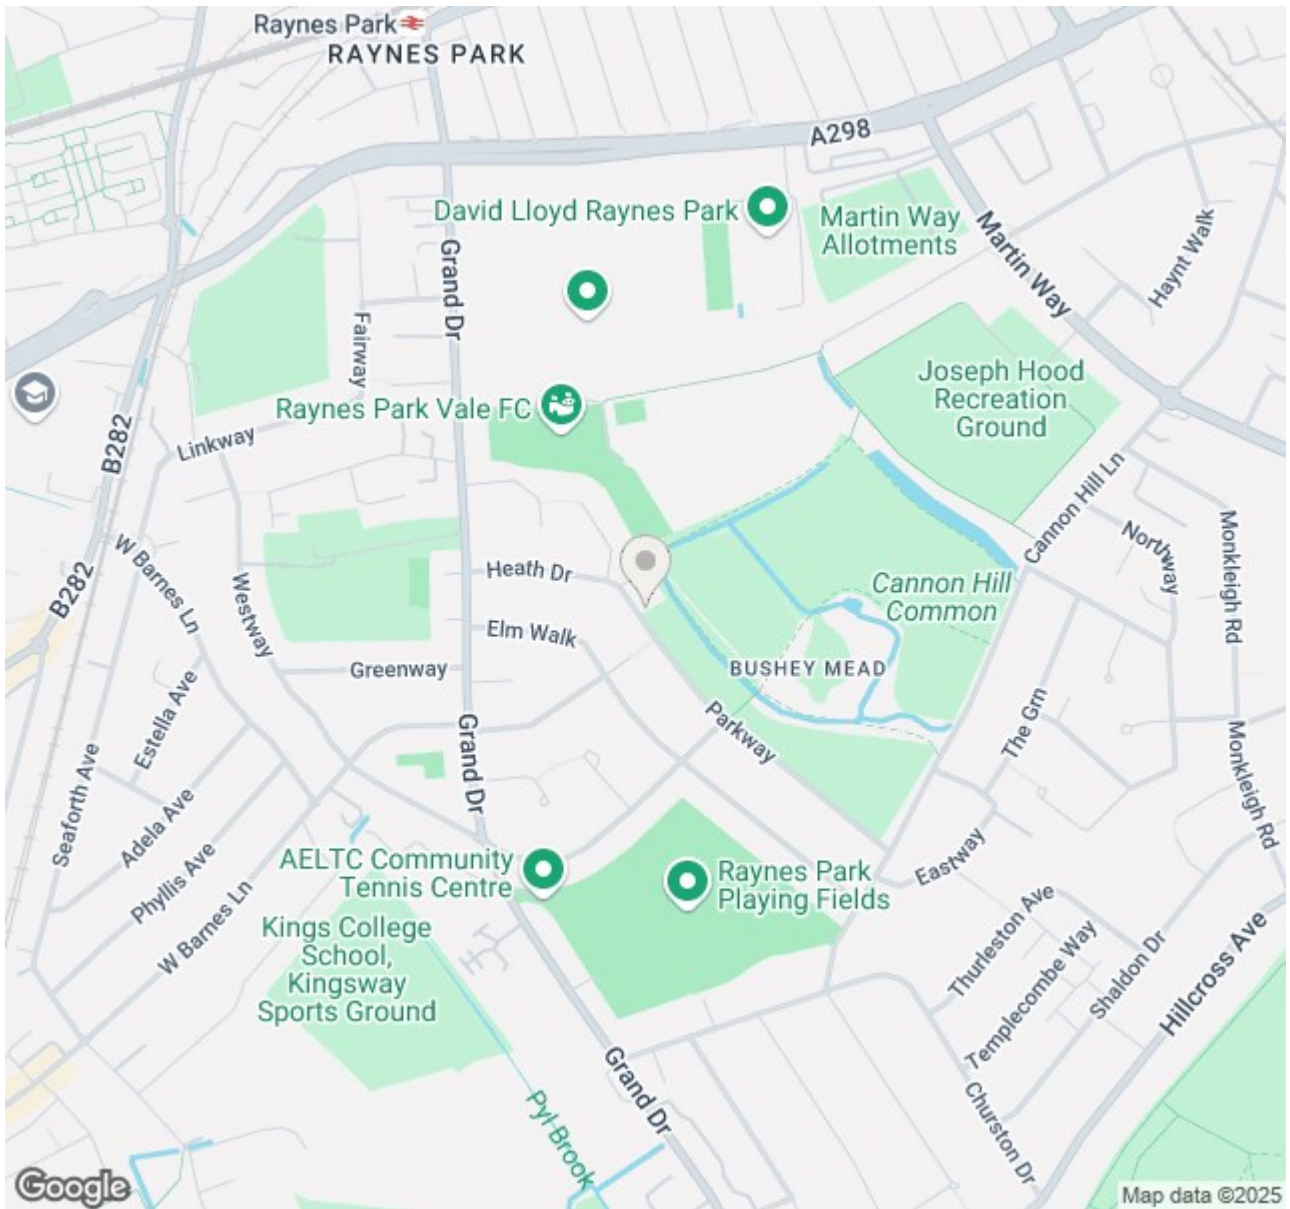 Raynes Park
RAYNES PARK
A298
David Lloyd Raynes Park
Martin Way
Allotments
Martin Way
Haynt Walk
Grand Dr
Fairway
Joseph Hood
Recreation
Ground
Raynes Park Vale FC
Linkway
B282
Cannon Hill Ln
Monkleigh Rd
Northway
W Barnes Ln
B282
Westway
Heath Dr
Cannon Hill
Common
Elm Walk
Greenway
BUSHEY MEAD
Estella Ave
The Grn
Parkway
Grand Dr
Monkleigh Rd
Seaforth Ave
Adela Ave
Phyllis Ave
W Barnes Ln
AELTC Community
Tennis Centre
Raynes Park
Playing Fields
Eastway
Kings College
School,
Kingsway
Sports Ground
Thurleston Ave
Templecombe Way
Shaldon Dr
Hillcross Ave
Grand Dr
Pyl Brook
Churston Dr
Google
Map data ©2025